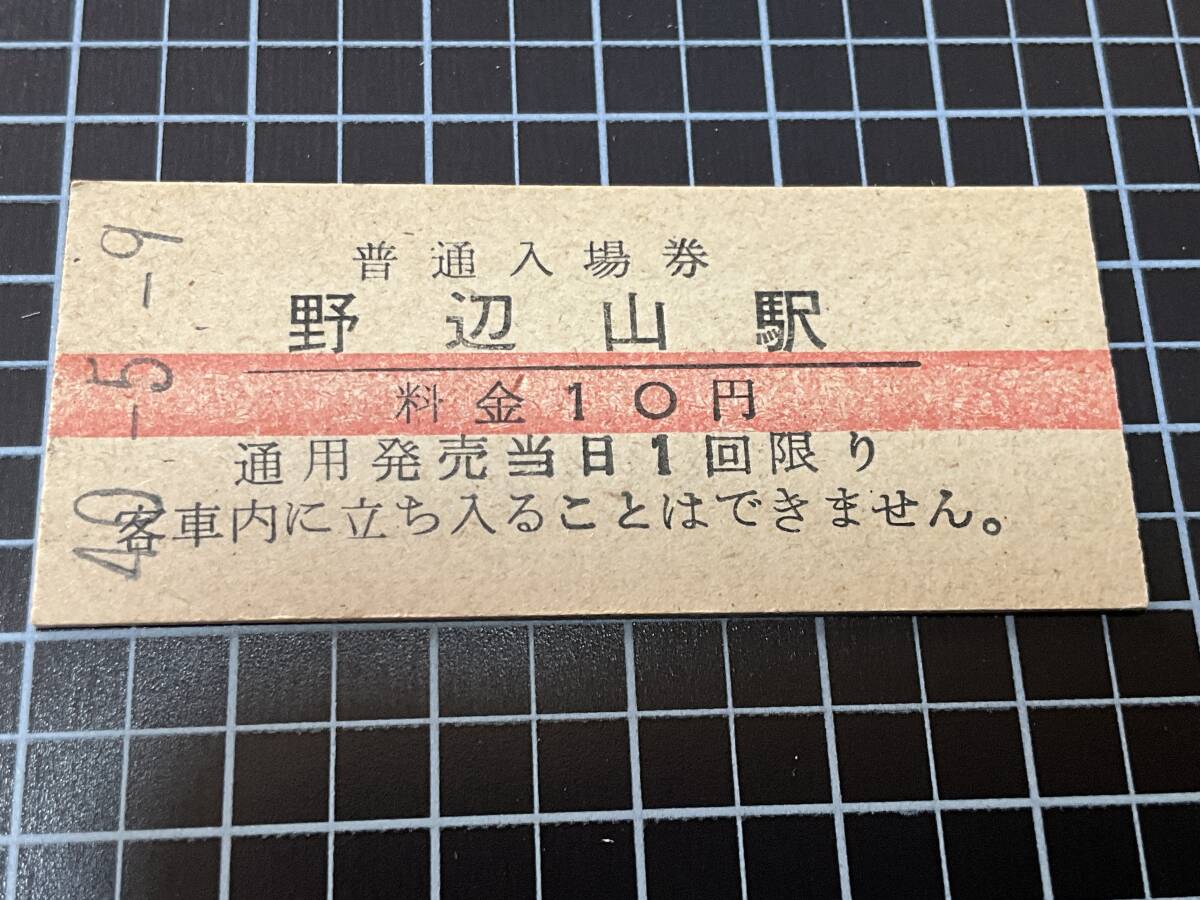 普通入場券
野辺山駅
料金10円
通用発売当日1回限り
客車内に立ち入ることはできません。
40-5-9